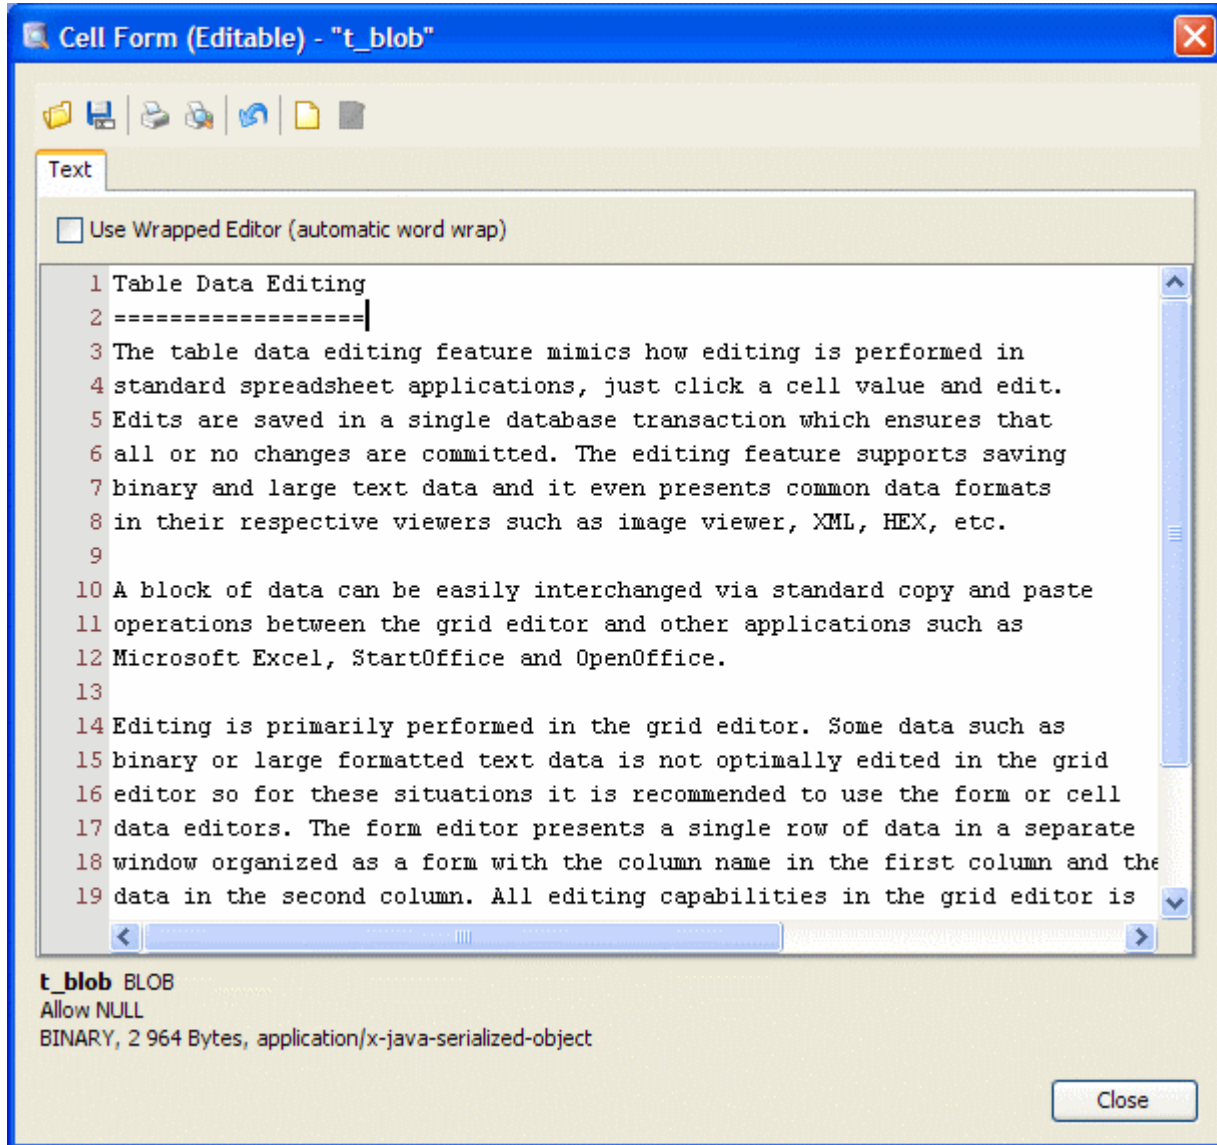 Cell Form (Editable) - "t_blob"
Text
Use Wrapped Editor (automatic word wrap)
1 Table Data Editing
2 ==================
3 The table data editing feature mimics how editing is performed in
4 standard spreadsheet applications, just click a cell value and edit.
5 Edits are saved in a single database transaction which ensures that
6 all or no changes are committed. The editing feature supports saving
7 binary and large text data and it even presents common data formats
8 in their respective viewers such as image viewer, XML, HEX, etc.
9
10 A block of data can be easily interchanged via standard copy and paste
11 operations between the grid editor and other applications such as
12 Microsoft Excel, StartOffice and OpenOffice.
13
14 Editing is primarily performed in the grid editor. Some data such as
15 binary or large formatted text data is not optimally edited in the grid
16 editor so for these situations it is recommended to use the form or cell
17 data editors. The form editor presents a single row of data in a separate
18 window organized as a form with the column name in the first column and the
19 data in the second column. All editing capabilities in the grid editor is
t_blob BLOB
Allow NULL
BINARY, 2 964 Bytes, application/x-java-serialized-object
Close